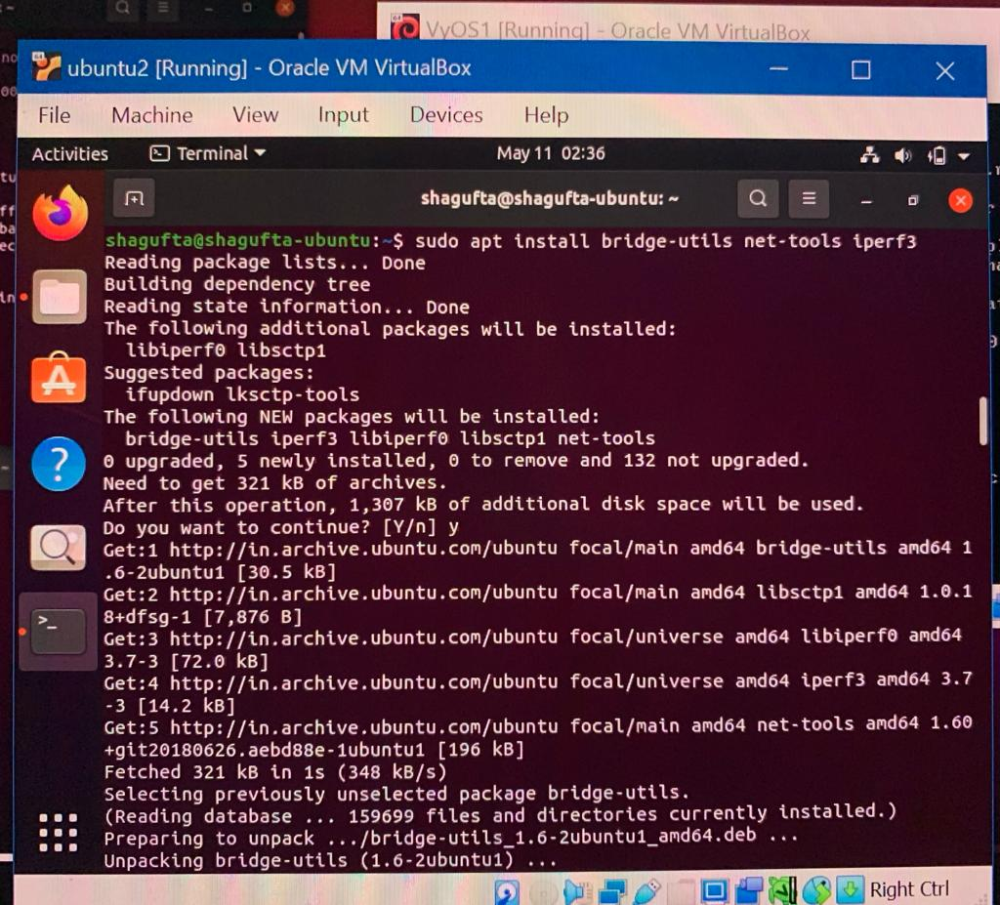 VyOS1 [Running] - Oracle VM VirtualBox
ubuntu2 [Running] - Oracle VM VirtualBox
File Machine View Input Devices Help
Activities Terminal May 11 02:36
shagufta@shagufta-ubuntu: ~
shagufta@shagufta-ubuntu:~$ sudo apt install bridge-utils net-tools iperf3
Reading package lists... Done
Building dependency tree
Reading state information... Done
The following additional packages will be installed:
libiperf0 libsctp1
Suggested packages:
ifupdown lksctp-tools
The following NEW packages will be installed:
bridge-utils iperf3 libiperf0 libsctp1 net-tools
0 upgraded, 5 newly installed, 0 to remove and 132 not upgraded.
Need to get 321 kB of archives.
After this operation, 1,307 kB of additional disk space will be used.
Do you want to continue? [Y/n] y
Get:1 http://in.archive.ubuntu.com/ubuntu focal/main amd64 bridge-utils amd64 1
.6-2ubuntu1 [30.5 kB]
Get:2 http://in.archive.ubuntu.com/ubuntu focal/main amd64 libsctp1 amd64 1.0.1
8+dfsg-1 [7,876 B]
Get:3 http://in.archive.ubuntu.com/ubuntu focal/universe amd64 libiperf0 amd64
3.7-3 [72.0 kB]
Get:4 http://in.archive.ubuntu.com/ubuntu focal/universe amd64 iperf3 amd64 3.7
-3 [14.2 kB]
Get:5 http://in.archive.ubuntu.com/ubuntu focal/main amd64 net-tools amd64 1.60
+git20180626.aebd88e-1ubuntu1 [196 kB]
Fetched 321 kB in 1s (348 kB/s)
Selecting previously unselected package bridge-utils.
(Reading database ... 159699 files and directories currently installed.)
Preparing to unpack .../bridge-utils_1.6-2ubuntu1_amd64.deb ...
Unpacking bridge-utils (1.6-2ubuntu1) ...
Right Ctrl